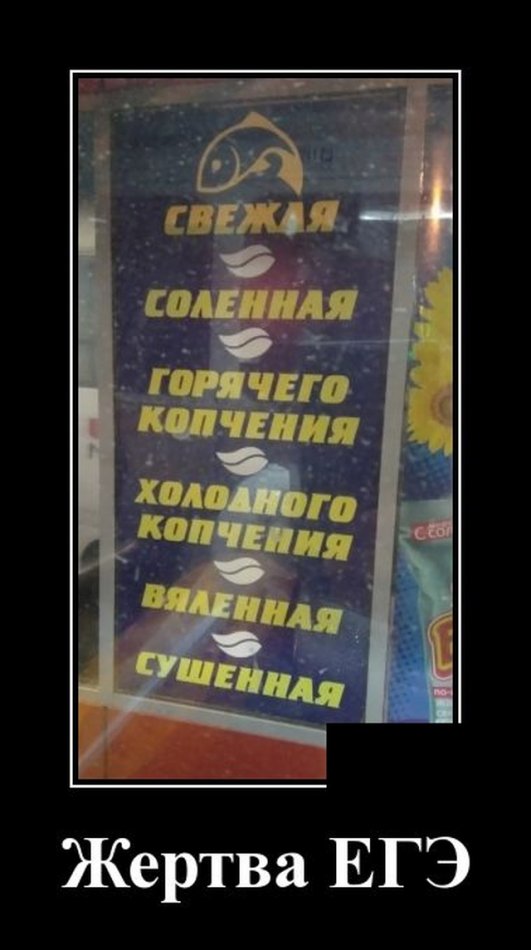 СВЕЖАЯ
СОЛЕННАЯ
ГОРЯЧЕГО
КОПЧЕНИЯ
ХОЛОДНОГО
КОПЧЕНИЯ
ВЯЛЕННАЯ
СУШЕННАЯ
Жертва ЕГЭ